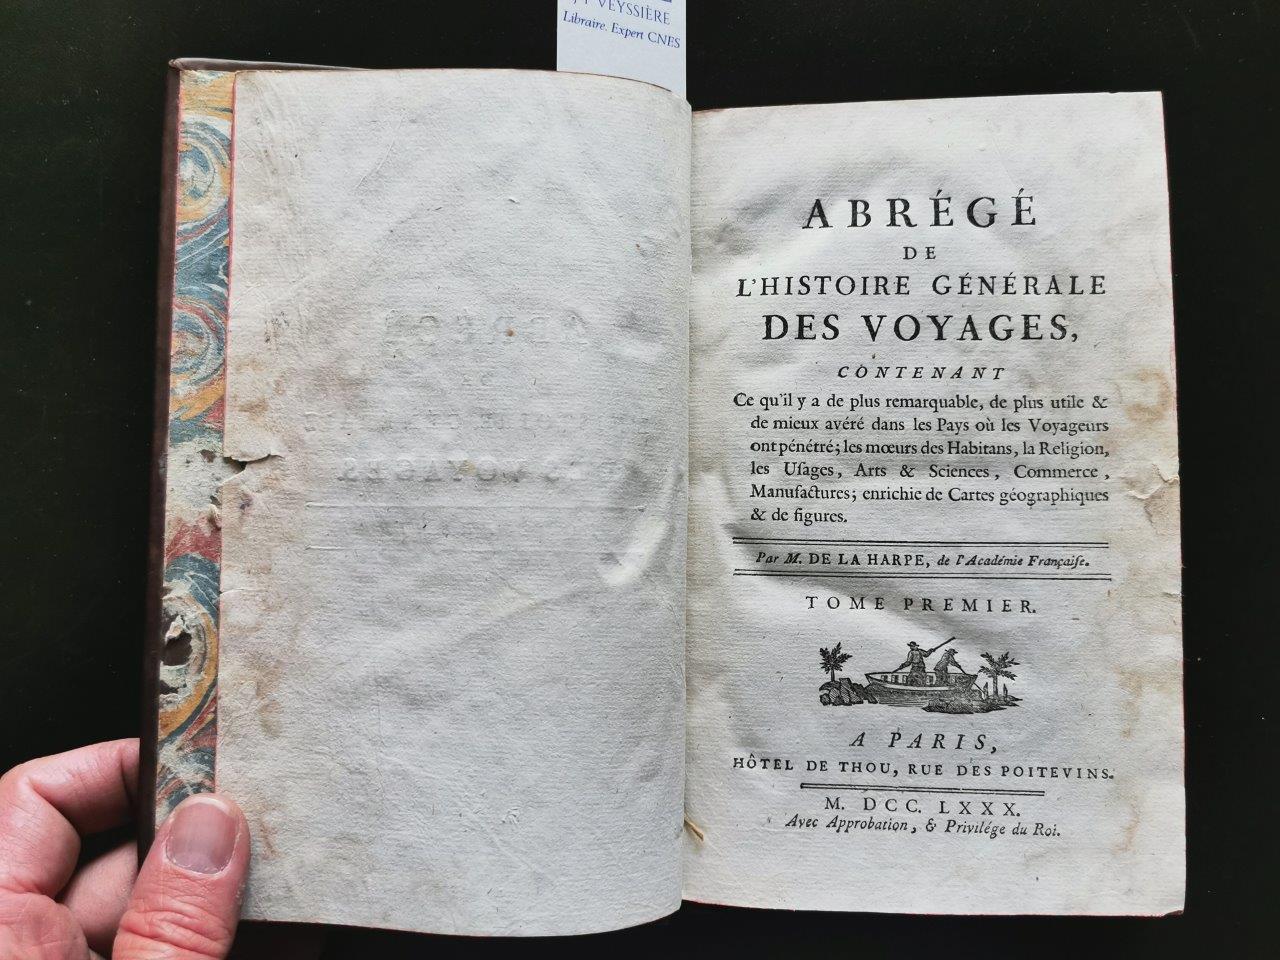 VEYSSIÈRE
Libraire. Expert CNES
ABRÉGÉ
DE
L'HISTOIRE GÉNÉRALE
DES VOYAGES,
CONTENANT
Ce qu'il y a de plus remarquable, de plus utile &
de mieux avéré dans les Pays où les Voyageurs
ont pénétré; les mœurs des Habitans, la Religion,
les Uſages, Arts & Sciences, Commerce,
Manufactures; enrichie de Cartes géographiques
& de figures.
Par M. DE LA HARPE, de l'Académie Françaiſe.
TOME PREMIER.
A PARIS,
HÔTEL DE THOU, RUE DES POITEVINS.
M. DCC. LXXX.
Avec Approbation, & Privilége du Roi.